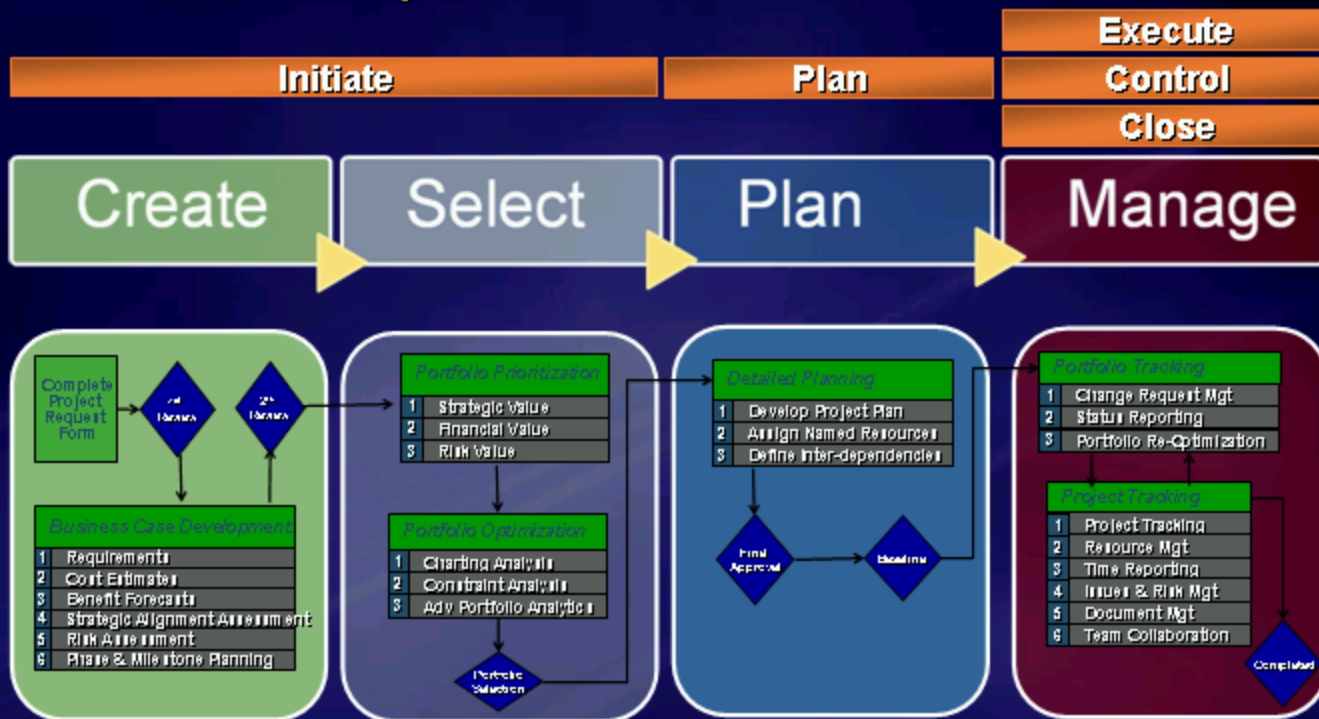 Execute
Initiate
Plan
Control
Close
Create
Select
Plan
Manage
Complete
Project
Request
Form
Review
2nd
Review
Business Case Development
1 Requirements
2 Cost Estimates
3 Benefit Forecasts
4 Strategic Alignment Assessment
5 Risk Assessment
6 Phase & Milestone Planning
Portfolio Prioritization
1 Strategic Value
2 Financial Value
3 Risk Value
Portfolio Optimization
1 Charting Analysis
2 Constraint Analysis
3 Adv Portfolio Analytics
Portfolio
Selection
Detailed Planning
1 Develop Project Plan
2 Assign Named Resources
3 Define Inter-dependencies
Final
Approval
Baseline
Portfolio Tracking
1 Change Request Mgt
2 Status Reporting
3 Portfolio Re-Optimization
Project Tracking
1 Project Tracking
2 Resource Mgt
3 Time Reporting
4 Issues & Risk Mgt
5 Document Mgt
6 Team Collaboration
Completed